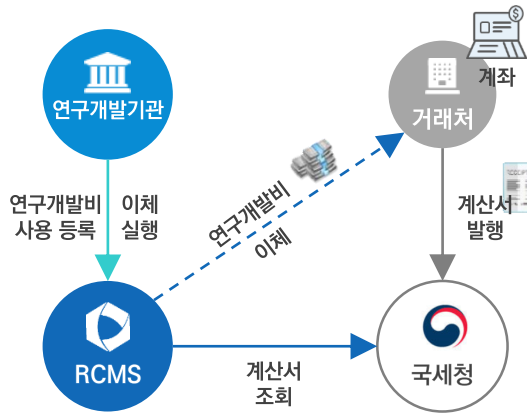 계좌
연구개발기관
거래처
연구개발비
사용 등록
이체
실행
연구개발비
이체
계산서
발행
RCMS
계산서
조회
국세청